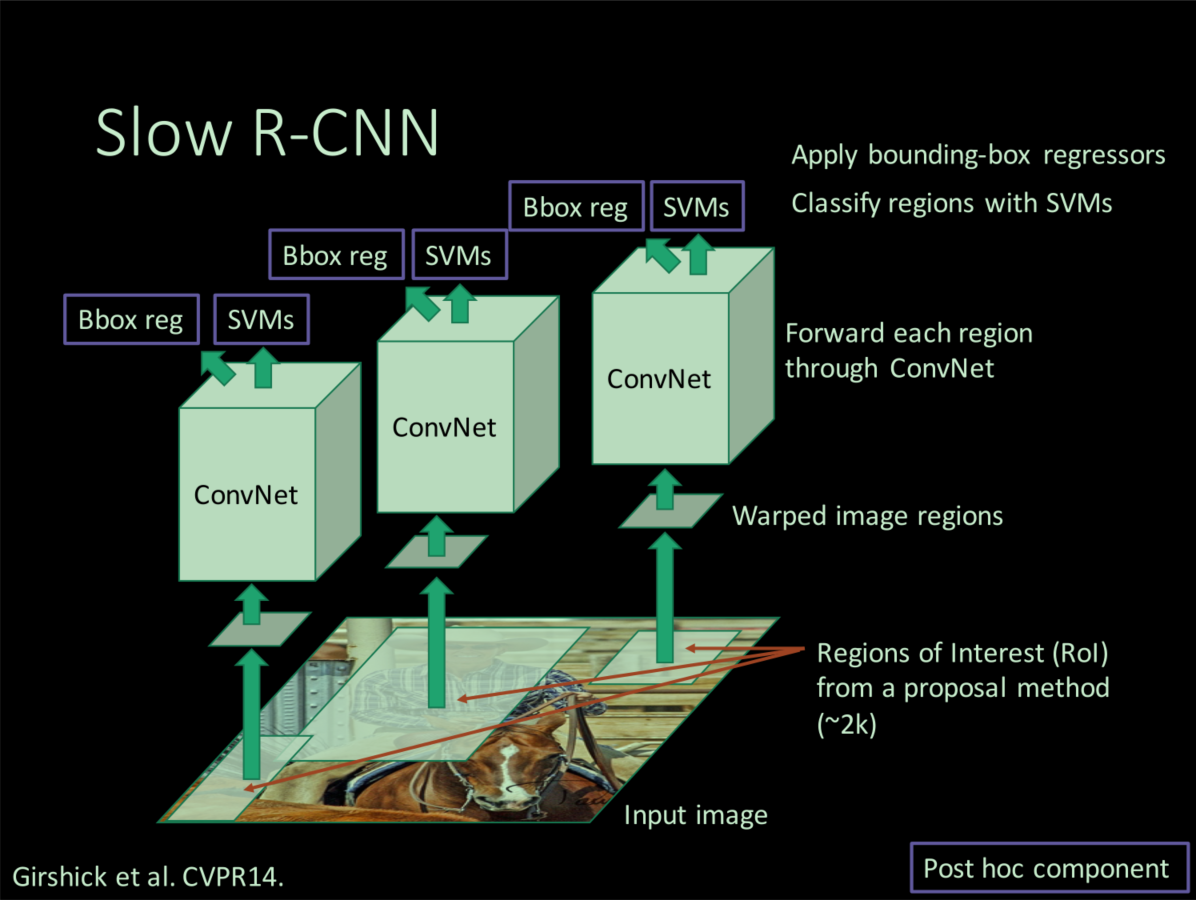 Slow R-CNN
Apply bounding-box regressors
Bbox reg
SVMs
Classify regions with SVMs
Bbox reg
SVMs
Bbox reg
SVMs
Forward each region
through ConvNet
ConvNet
ConvNet
ConvNet
Warped image regions
Regions of Interest (RoI)
from a proposal method
(~2k)
Input image
Post hoc component
Girshick et al. CVPR14.